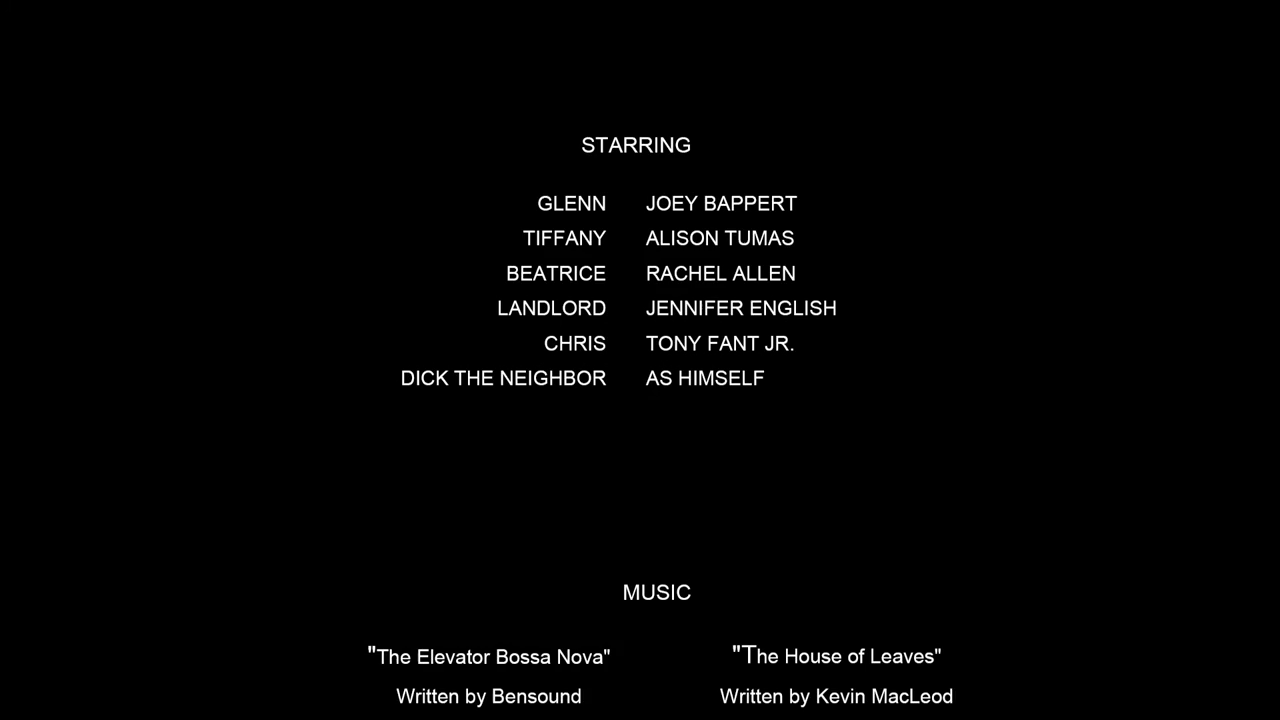 STARRING
GLENN JOEY BAPPERT
TIFFANY ALISON TUMAS
BEATRICE RACHEL ALLEN
LANDLORD JENNIFER ENGLISH
CHRIS TONY FANT JR.
DICK THE NEIGHBOR AS HIMSELF
MUSIC
"The Elevator Bossa Nova" "The House of Leaves"
Written by Bensound Written by Kevin MacLeod